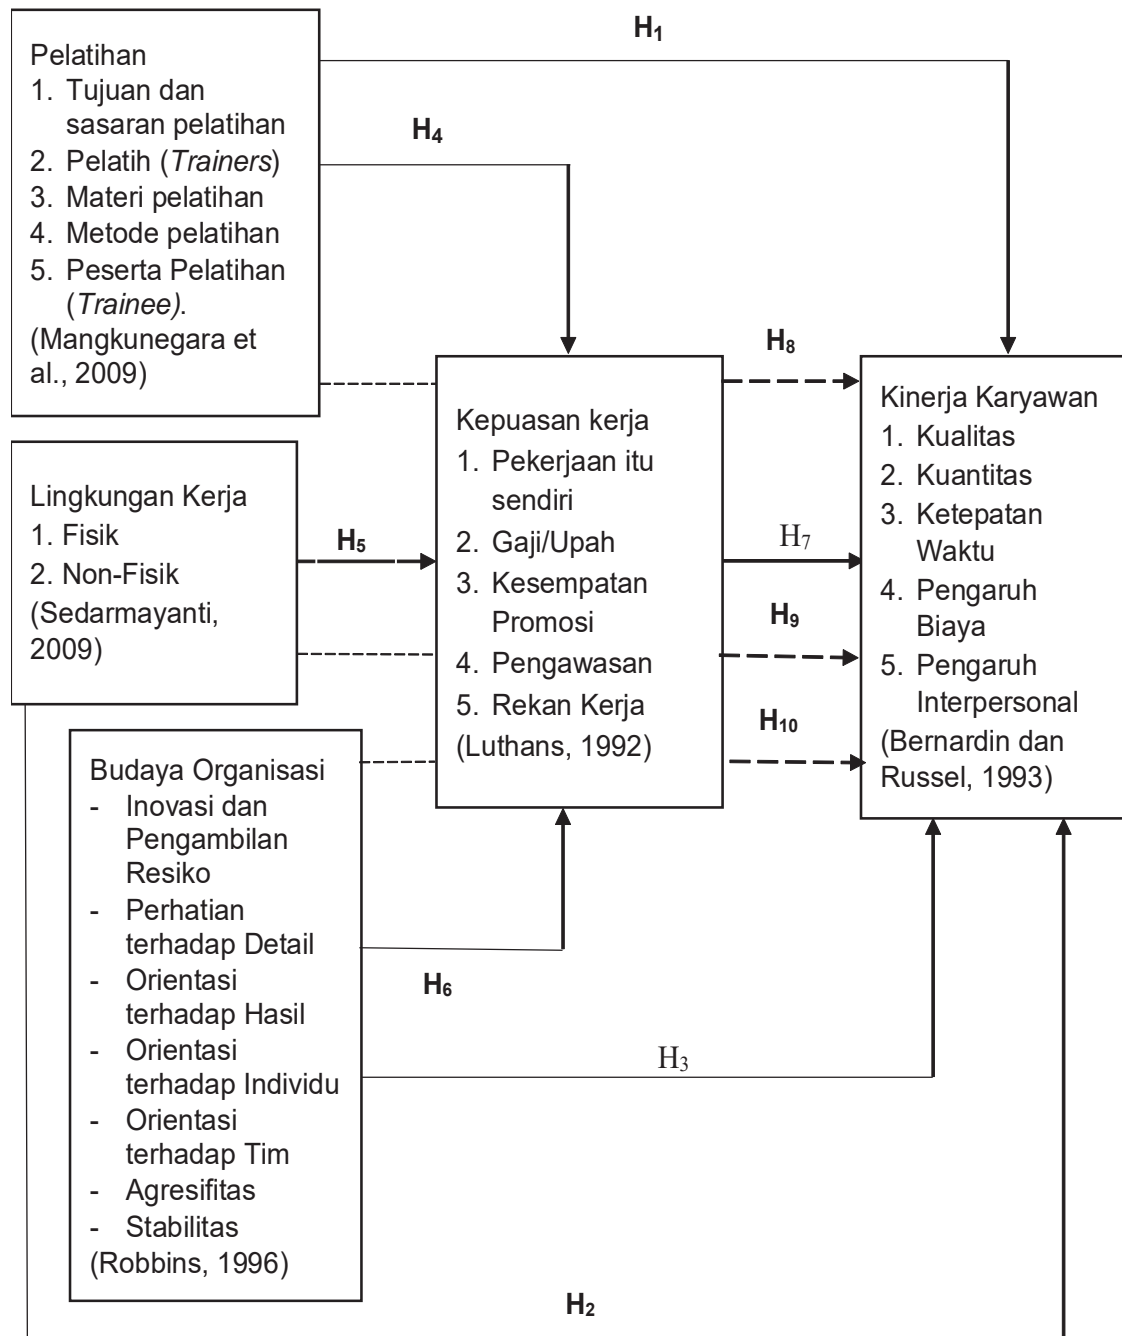 H1
Pelatihan
1. Tujuan dan
sasaran pelatihan
2. Pelatih (Trainers)
3. Materi pelatihan
4. Metode pelatihan
5. Peserta Pelatihan
(Trainee).
(Mangkunegara et
al., 2009)
H4
H8
Lingkungan Kerja
1. Fisik
2. Non-Fisik
(Sedarmayanti,
2009)
H5
Kepuasan kerja
1. Pekerjaan itu
sendiri
2. Gaji/Upah
3. Kesempatan
Promosi
4. Pengawasan
5. Rekan Kerja
(Luthans, 1992)
H7
H9
H10
Kinerja Karyawan
1. Kualitas
2. Kuantitas
3. Ketepatan
Waktu
4. Pengaruh
Biaya
5. Pengaruh
Interpersonal
(Bernardin dan
Russel, 1993)
Budaya Organisasi
- Inovasi dan
Pengambilan
Resiko
- Perhatian
terhadap Detail
- Orientasi
terhadap Hasil
- Orientasi
terhadap Individu
- Orientasi
terhadap Tim
- Agresifitas
- Stabilitas
(Robbins, 1996)
H6
H3
H2